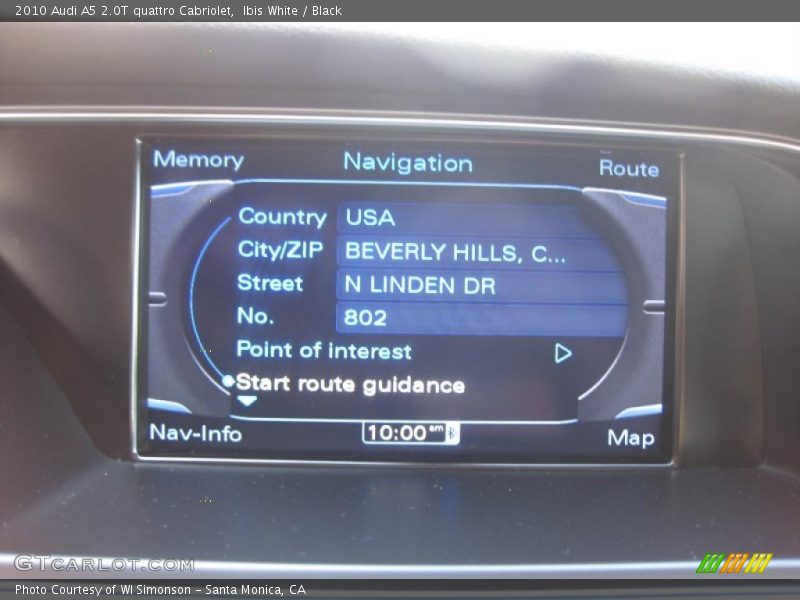 2010 Audi A5 2.0T quattro Cabriolet,  Ibis White / Black
Memory Navigation Route
Country USA
City/ZIP BEVERLY HILLS, C...
Street N LINDEN DR
No. 802
Point of interest
Start route guidance
Nav-Info 10:00 am Map
GTCARLOT.COM
Photo Courtesy of WI Simonson - Santa Monica, CA